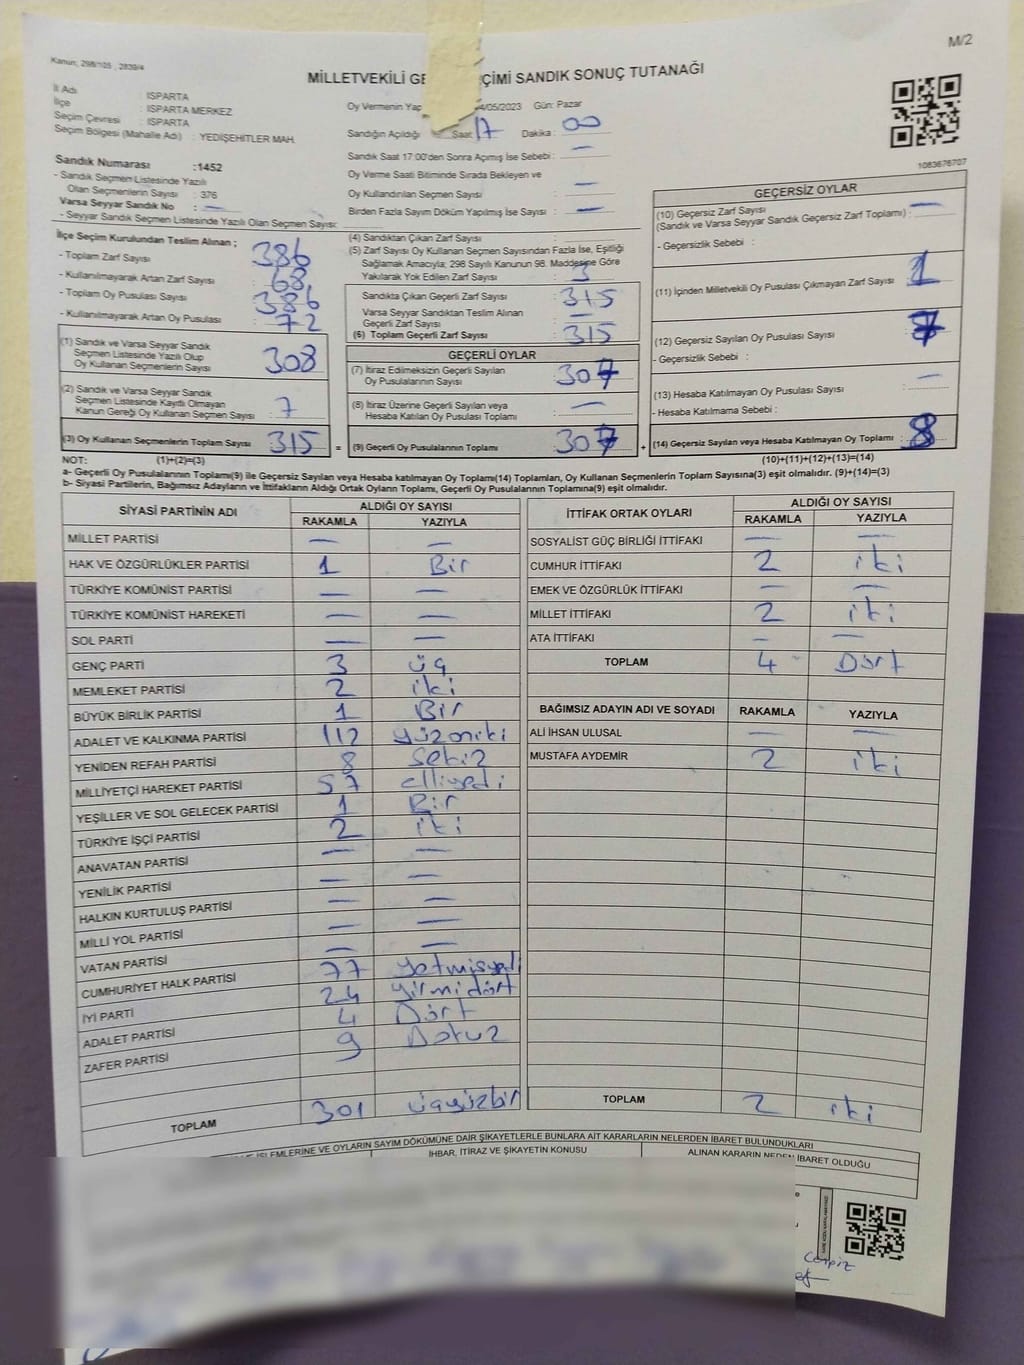 M/2
Kanun; 298/105 , 2839/4
MİLLETVEKİLİ GE ÇİMİ SANDIK SONUÇ TUTANAĞI
İl Adı : ISPARTA
İlçe : ISPARTA MERKEZ
Seçim Çevresi : ISPARTA
Seçim Bölgesi (Mahalle Adı) : YEDİŞEHİTLER MAH.
Oy Vermenin Yap 4/05/2023 Gün: Pazar
Sandığın Açıldığı Saat 17 Dakika : 00
Sandık Saat 17:00'den Sonra Açımış İse Sebebi : —
Oy Verme Saati Bitiminde Sırada Bekleyen ve
Oy Kullandırılan Seçmen Sayısı : —
Birden Fazla Sayım Döküm Yapılmış İse Sayısı : —
1083676707
Sandık Numarası :1452
- Sandık Seçmen Listesinde Yazılı
Olan Seçmenlerin Sayısı : 376
Varsa Seyyar Sandık No : —
- Seyyar Sandık Seçmen Listesinde Yazılı Olan Seçmen Sayısı:
İlçe Seçim Kurulundan Teslim Alınan ;
- Toplam Zarf Sayısı : 386
- Kullanılmayarak Artan Zarf Sayısı : 68
- Toplam Oy Pusulası Sayısı : 386
- Kullanılmayarak Artan Oy Pusulası : 72
(1) Sandık ve Varsa Seyyar Sandık
Seçmen Listesinde Yazılı Olup
Oy Kullanan Seçmenlerin Sayısı : 308
(2) Sandık ve Varsa Seyyar Sandık
Seçmen Listesinde Kayıtlı Olmayan
Kanun Gereği Oy Kullanan Seçmen Sayısı : 7
(3) Oy Kullanan Seçmenlerin Toplam Sayısı : 315
(4) Sandıktan Çıkan Zarf Sayısı :
(5) Zarf Sayısı Oy Kullanan Seçmen Sayısından Fazla İse, Eşitliği
Sağlamak Amacıyla; 298 Sayılı Kanunun 98. Maddesine Göre
Yakılarak Yok Edilen Zarf Sayısı : 3
Sandıkta Çıkan Geçerli Zarf Sayısı : 315
Varsa Seyyar Sandıktan Teslim Alınan
Geçerli Zarf Sayısı : —
(6) Toplam Geçerli Zarf Sayısı : 315
GEÇERLİ OYLAR
(7) İtiraz Edilmeksizin Geçerli Sayılan
Oy Pusulalarının Sayısı : 307
(8) İtiraz Üzerine Geçerli Sayılan veya
Hesaba Katılan Oy Pusulası Toplamı : —
= (9) Geçerli Oy Pusulalarının Toplamı : 307 +
GEÇERSİZ OYLAR
(10) Geçersiz Zarf Sayısı
(Sandık ve Varsa Seyyar Sandık Geçersiz Zarf Toplamı) : —
- Geçersizlik Sebebi :
(11) İçinden Milletvekili Oy Pusulası Çıkmayan Zarf Sayısı : 1
(12) Geçersiz Sayılan Oy Pusulası Sayısı : 7
- Geçersizlik Sebebi :
(13) Hesaba Katılmayan Oy Pusulası Sayısı : —
- Hesaba Katılmama Sebebi :
(14) Geçersiz Sayılan veya Hesaba Katılmayan Oy Toplamı : 8
NOT: (1)+(2)=(3) (10)+(11)+(12)+(13)=(14)
a- Geçerli Oy Pusulalarının Toplamı(9) ile Geçersiz Sayılan veya Hesaba katılmayan Oy Toplam(14) Toplamları, Oy Kullanan Seçmenlerin Toplam Sayısına(3) eşit olmalıdır. (9)+(14)=(3)
b- Siyasi Partilerin, Bağımsız Adayların ve İttifakların Aldığı Ortak Oyların Toplamı, Geçerli Oy Pusulalarının Toplamına(9) eşit olmalıdır.
SİYASİ PARTİNİN ADI ALDIĞI OY SAYISI
RAKAMLA YAZIYLA
MİLLET PARTİSİ — —
HAK VE ÖZGÜRLÜKLER PARTİSİ 1 Bir
TÜRKİYE KOMÜNİST PARTİSİ — —
TÜRKİYE KOMÜNİST HAREKETİ — —
SOL PARTİ — —
GENÇ PARTİ 3 üç
MEMLEKET PARTİSİ 2 iki
BÜYÜK BİRLİK PARTİSİ 1 Bir
ADALET VE KALKINMA PARTİSİ 112 yüzoniki
YENİDEN REFAH PARTİSİ 8 Sekiz
MİLLİYETÇİ HAREKET PARTİSİ 57 elliyedi
YEŞİLLER VE SOL GELECEK PARTİSİ 1 Bir
TÜRKİYE İŞÇİ PARTİSİ 2 iki
ANAVATAN PARTİSİ — —
YENİLİK PARTİSİ — —
HALKIN KURTULUŞ PARTİSİ — —
MİLLİ YOL PARTİSİ — —
VATAN PARTİSİ — —
CUMHURİYET HALK PARTİSİ 77 yetmişyedi
İYİ PARTİ 24 yirmidört
ADALET PARTİSİ 4 Dört
ZAFER PARTİSİ 9 Dokuz
TOPLAM 301 üçyüzbir
İTTİFAK ORTAK OYLARI ALDIĞI OY SAYISI
RAKAMLA YAZIYLA
SOSYALİST GÜÇ BİRLİĞİ İTTİFAKI — —
CUMHUR İTTİFAKI 2 iki
EMEK VE ÖZGÜRLÜK İTTİFAKI — —
MİLLET İTTİFAKI 2 iki
ATA İTTİFAKI — —
TOPLAM 4 Dört
BAĞIMSIZ ADAYIN ADI VE SOYADI RAKAMLA YAZIYLA
ALİ İHSAN ULUSAL — —
MUSTAFA AYDEMİR 2 iki
TOPLAM 2 iki
İŞLEMLERİNE VE OYLARIN SAYIM DÖKÜMÜNE DAİR ŞİKAYETLERLE BUNLARA AİT KARARLARIN NELERDEN İBARET BULUNDUKLARI
İHBAR, İTİRAZ VE ŞİKAYETİN KONUSU ALINAN KARARIN NEDEN İBARET OLDUĞU